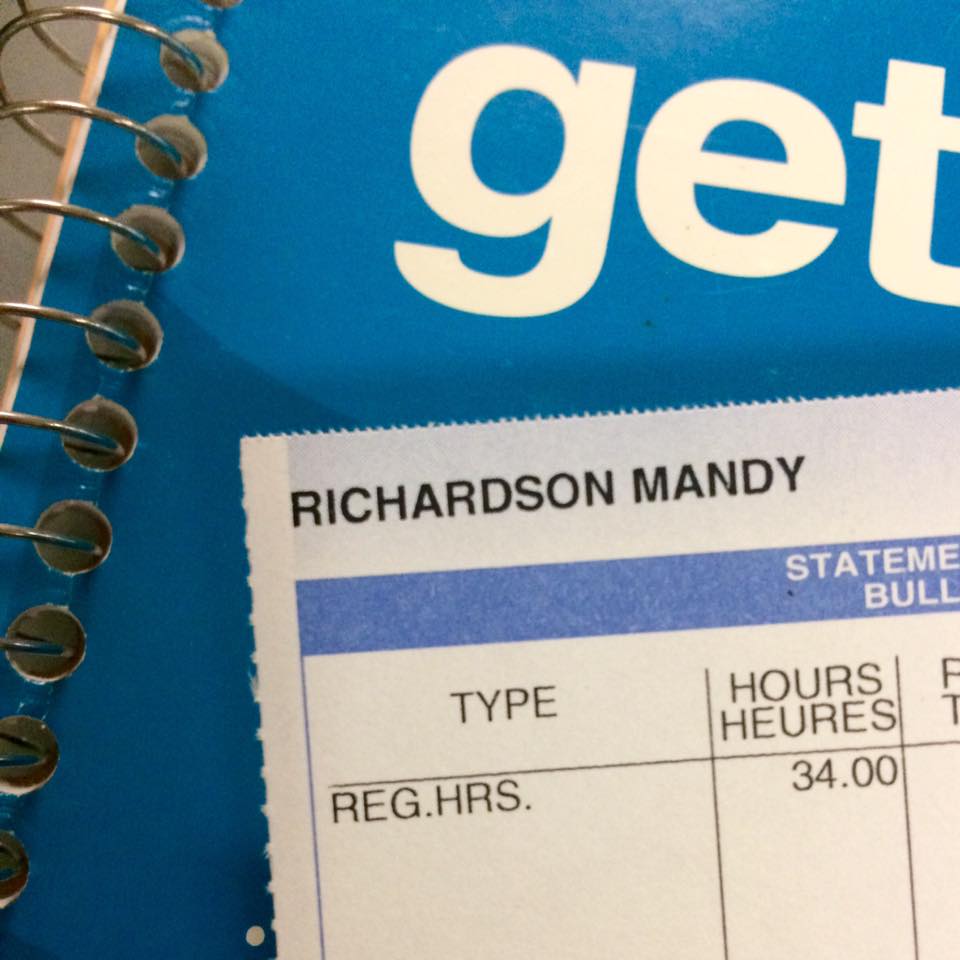 get
RICHARDSON MANDY
STATEME
BULL
TYPE
HOURS
HEURES
REG.HRS.
34.00